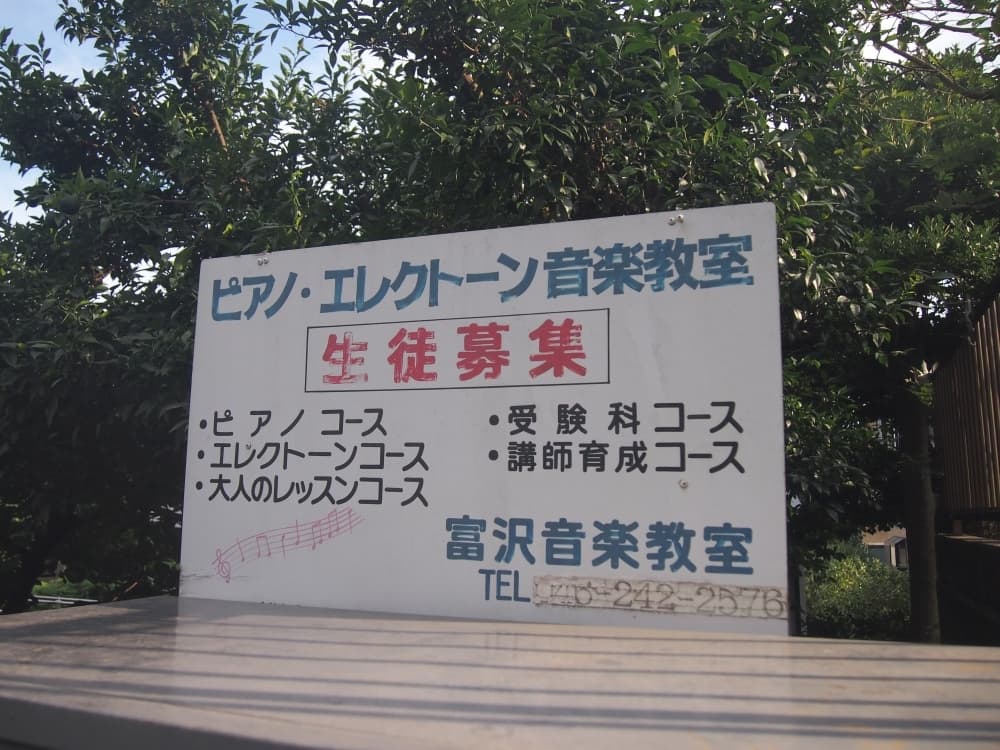 ピアノ・エレクトーン音楽教室
生徒募集
・ピアノコース
・エレクトーンコース
・大人のレッスンコース
・受験科コース
・講師育成コース
富沢音楽教室
TEL 046-242-2576